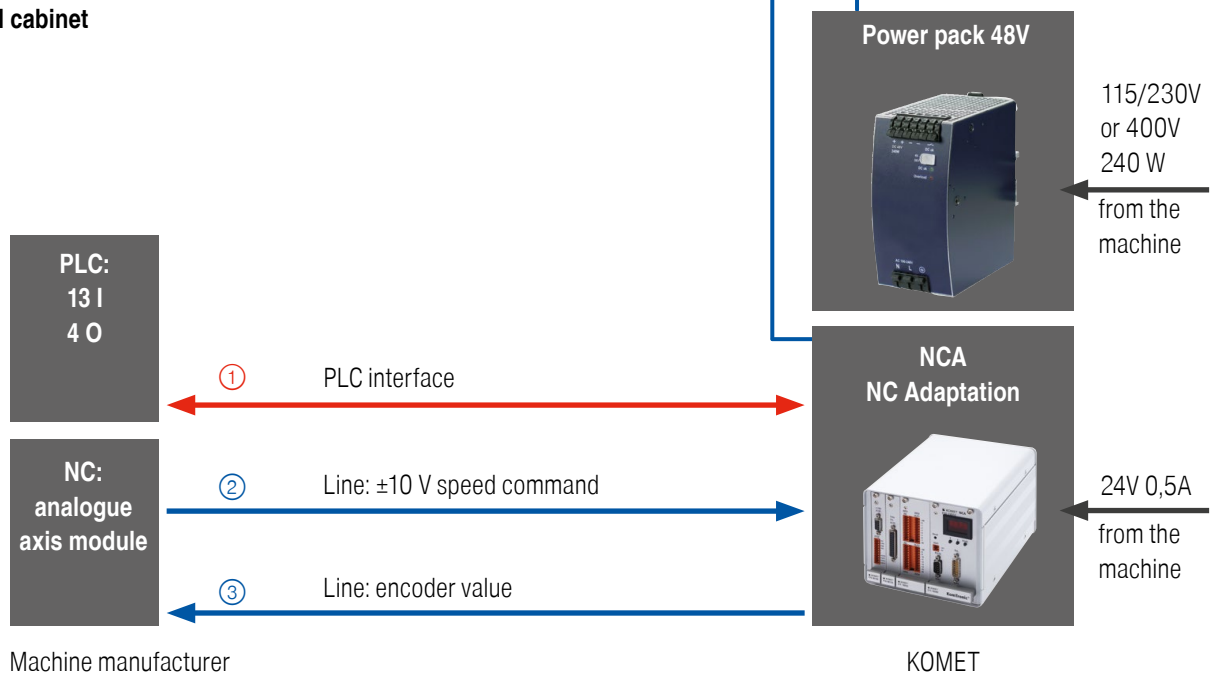 l cabinet
Power pack 48V
115/230V
or 400V
240 W
from the
machine
PLC:
13 I
4 O
① PLC interface
NCA
NC Adaptation
NC:
analogue
axis module
② Line: ±10 V speed command
③ Line: encoder value
24V 0,5A
from the
machine
Machine manufacturer
KOMET